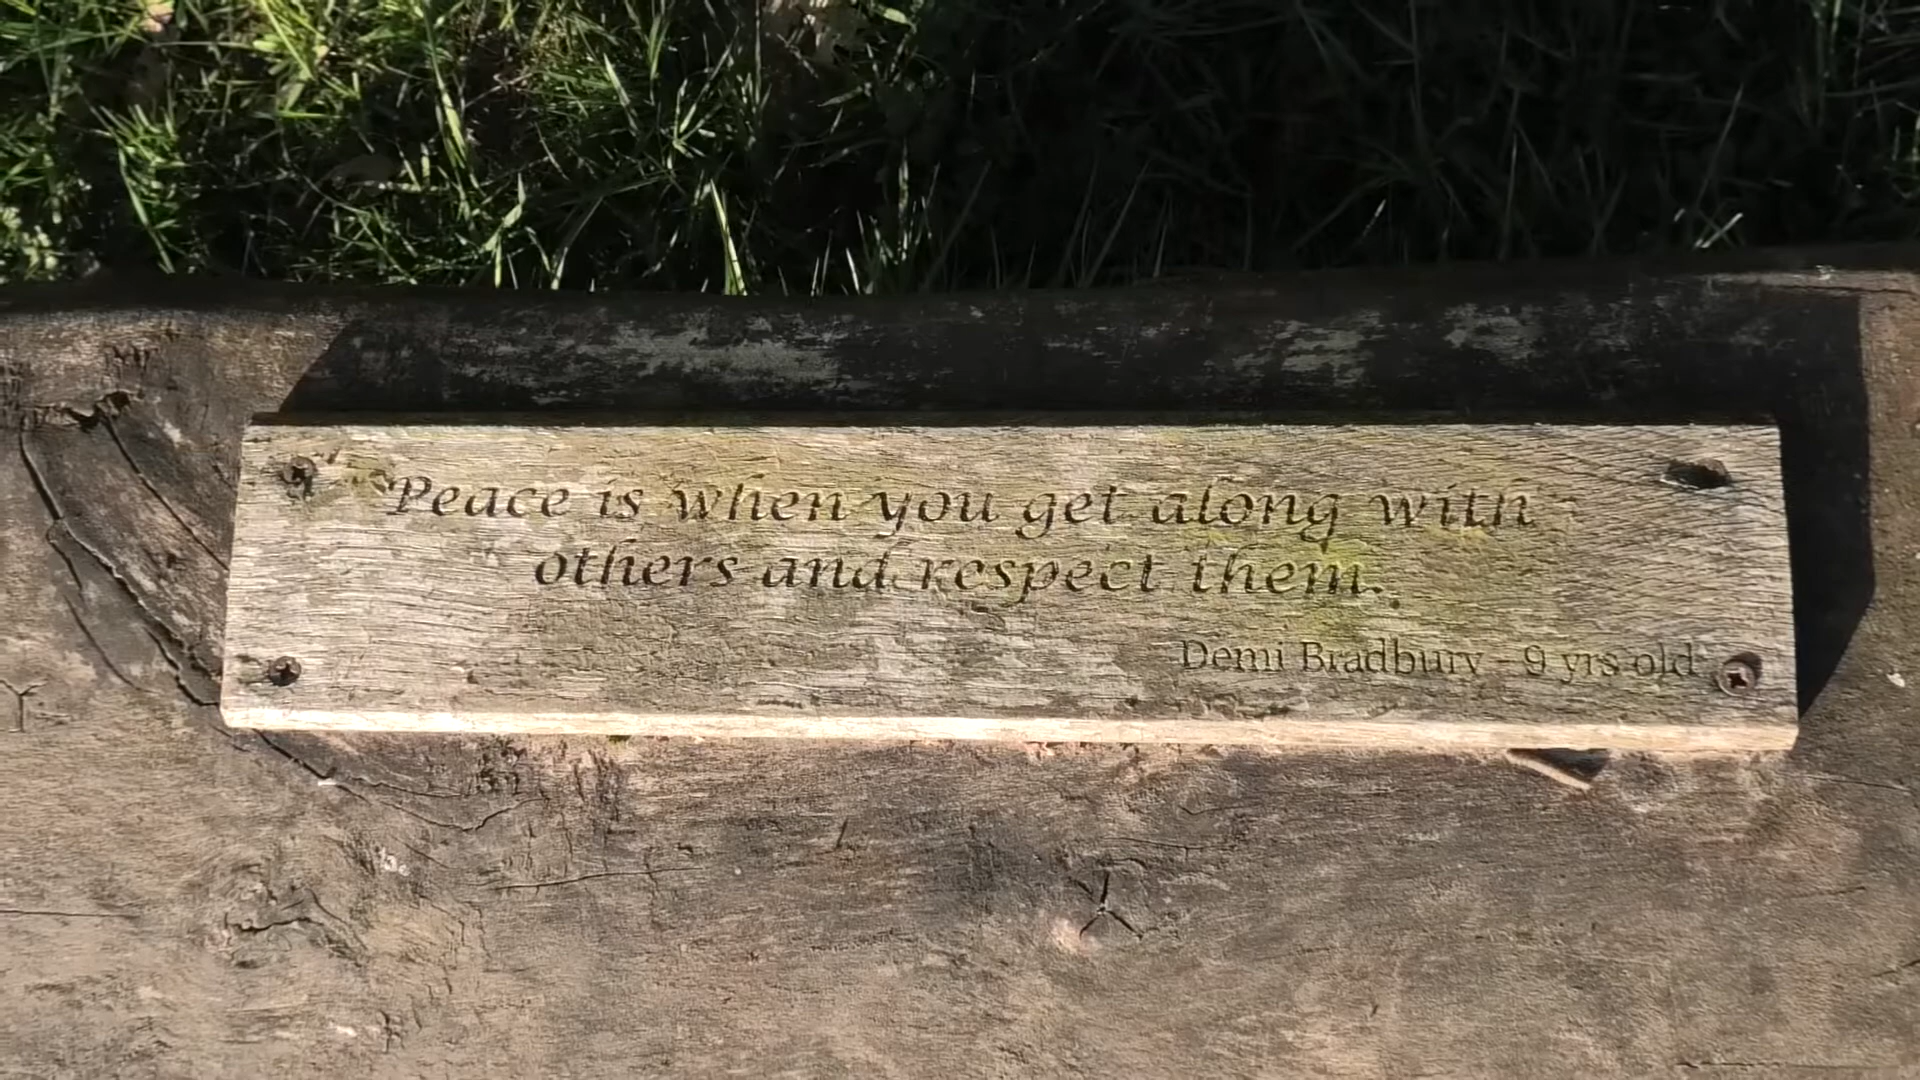 Peace is when you get along with
others and respect them.
Demi Bradbury - 9 yrs old